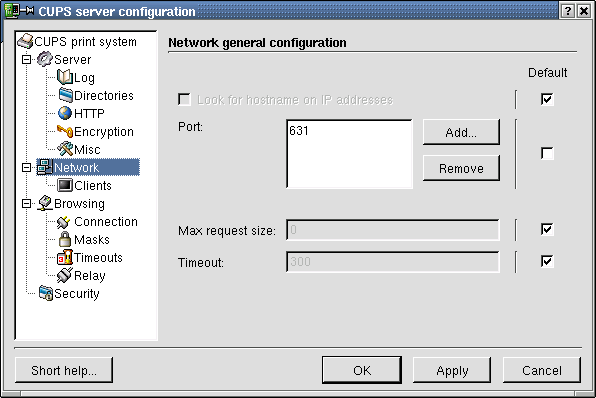 CUPS server configuration
CUPS print system
Server
Log
Directories
HTTP
Encryption
Misc
Network
Clients
Browsing
Connection
Masks
Timeouts
Relay
Security
Network general configuration
Default
Look for hostname on IP addresses
Port:
631
Add...
Remove
Max request size: 0
Timeout: 300
Short help...
OK
Apply
Cancel